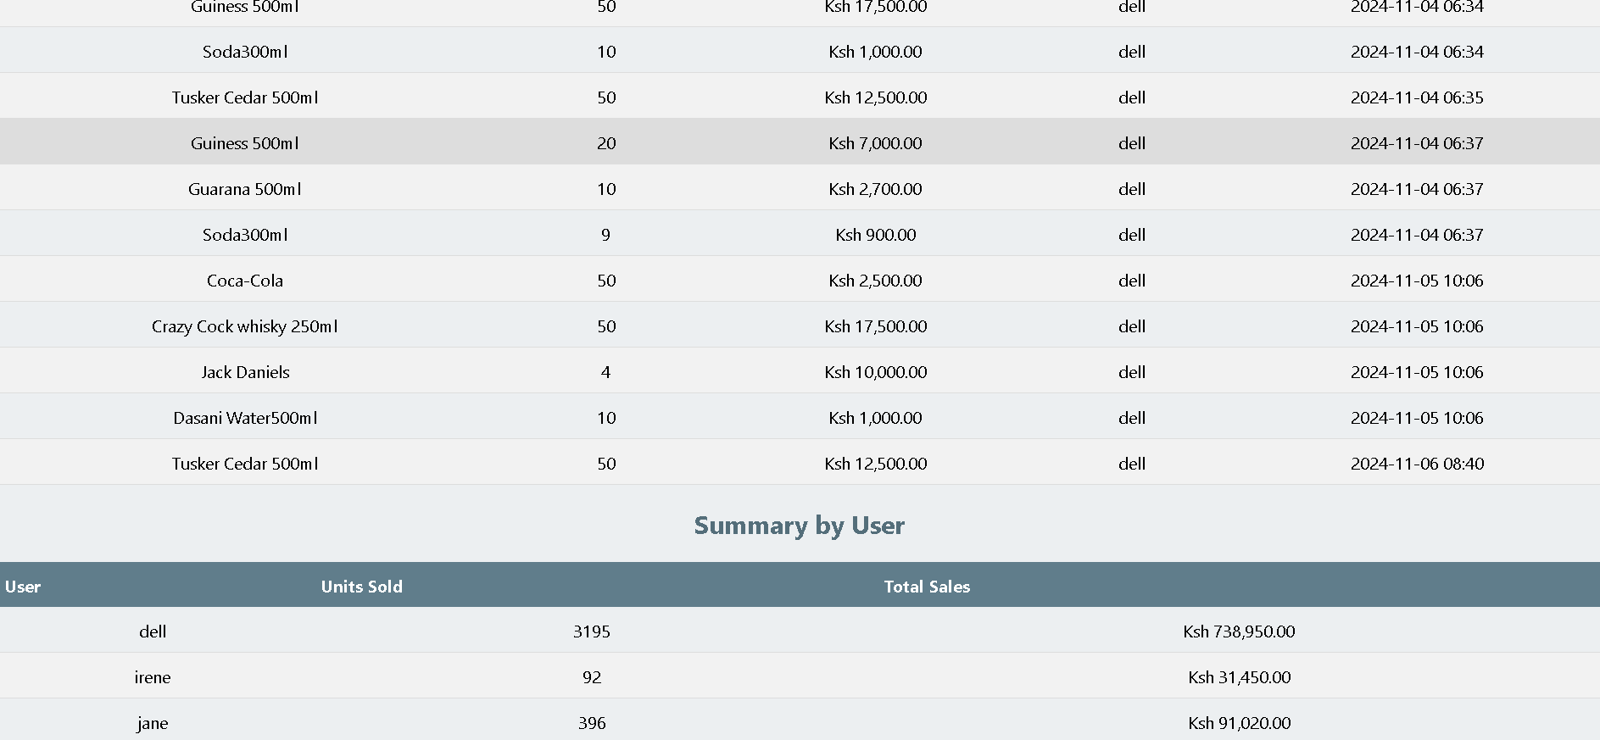 Guiness 500ml 50 Ksh 17,500.00 dell 2024-11-04 06:34
Soda300ml 10 Ksh 1,000.00 dell 2024-11-04 06:34
Tusker Cedar 500ml 50 Ksh 12,500.00 dell 2024-11-04 06:35
Guiness 500ml 20 Ksh 7,000.00 dell 2024-11-04 06:37
Guarana 500ml 10 Ksh 2,700.00 dell 2024-11-04 06:37
Soda300ml 9 Ksh 900.00 dell 2024-11-04 06:37
Coca-Cola 50 Ksh 2,500.00 dell 2024-11-05 10:06
Crazy Cock whisky 250ml 50 Ksh 17,500.00 dell 2024-11-05 10:06
Jack Daniels 4 Ksh 10,000.00 dell 2024-11-05 10:06
Dasani Water500ml 10 Ksh 1,000.00 dell 2024-11-05 10:06
Tusker Cedar 500ml 50 Ksh 12,500.00 dell 2024-11-06 08:40
Summary by User
User Units Sold Total Sales
dell 3195 Ksh 738,950.00
irene 92 Ksh 31,450.00
jane 396 Ksh 91,020.00